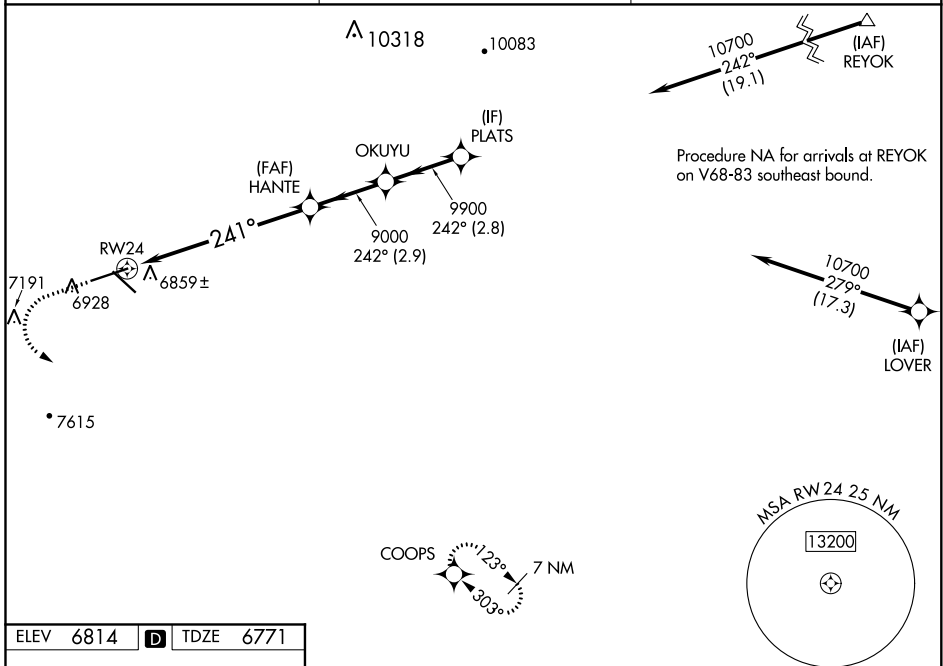 10318
10083
10700
242°
(19.1)
(IAF)
REYOK
(IF)
PLATS
OKUYU
(FAF)
HANTE
Procedure NA for arrivals at REYOK
on V68-83 southeast bound.
9900
242° (2.8)
9000
242° (2.9)
241°
RW24
6859±
7191
6928
10700
279°
(17.3)
(IAF)
LOVER
7615
MSA RW24 25 NM
13200
COOPS
123°
7 NM
303°
ELEV 6814 D TDZE 6771